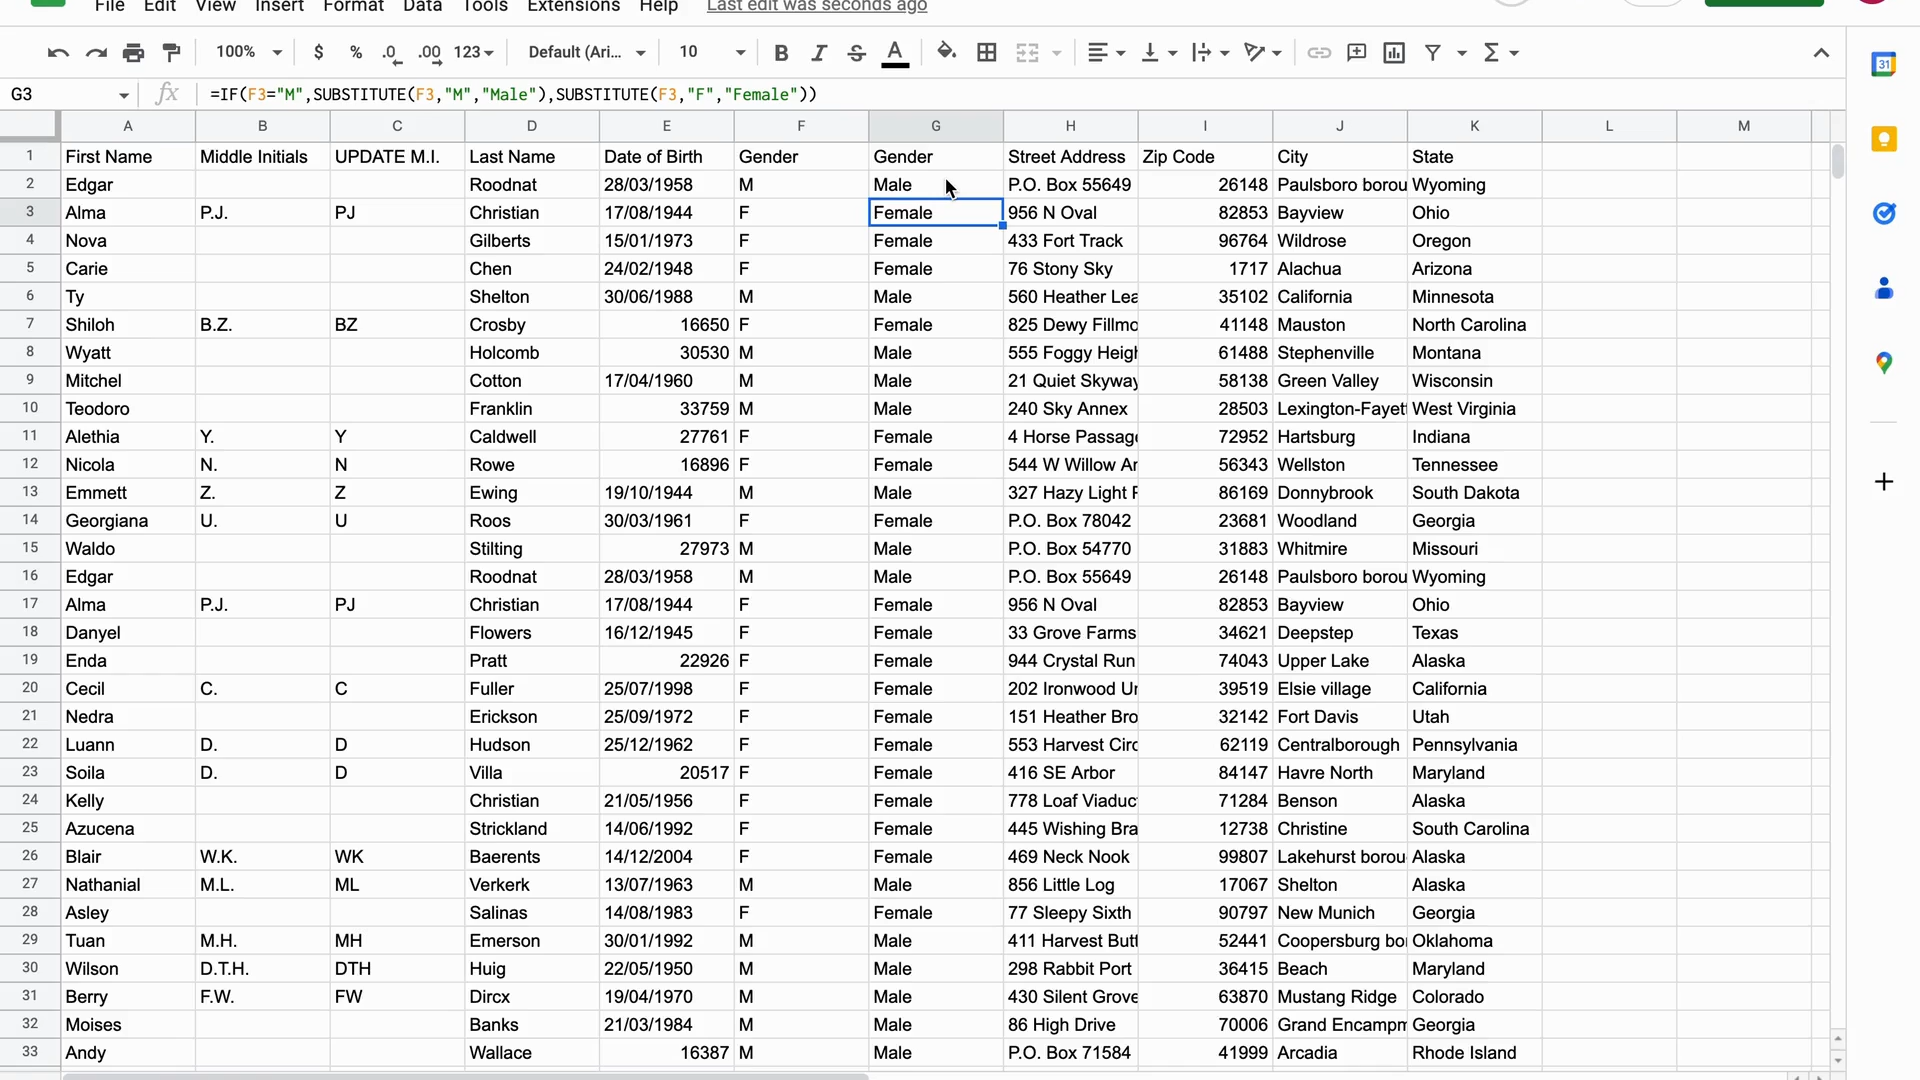 File Edit View Insert Format Data Tools Extensions Help Last edit was seconds ago
100% $ % .0 .00 123 Default (Ari... 10 B I S A Σ 31
G3 fx =IF(F3="M",SUBSTITUTE(F3,"M","Male"),SUBSTITUTE(F3,"F","Female"))
A B C D E F G H I J K L M
1 First Name Middle Initials UPDATE M.I. Last Name Date of Birth Gender Gender Street Address Zip Code City State
2 Edgar Roodnat 28/03/1958 M Male P.O. Box 55649 26148 Paulsboro borou Wyoming
3 Alma P.J. PJ Christian 17/08/1944 F Female 956 N Oval 82853 Bayview Ohio
4 Nova Gilberts 15/01/1973 F Female 433 Fort Track 96764 Wildrose Oregon
5 Carie Chen 24/02/1948 F Female 76 Stony Sky 1717 Alachua Arizona
6 Ty Shelton 30/06/1988 M Male 560 Heather Lea 35102 California Minnesota
7 Shiloh B.Z. BZ Crosby 16650 F Female 825 Dewy Fillmo 41148 Mauston North Carolina
8 Wyatt Holcomb 30530 M Male 555 Foggy Heigh 61488 Stephenville Montana
9 Mitchel Cotton 17/04/1960 M Male 21 Quiet Skyway 58138 Green Valley Wisconsin
10 Teodoro Franklin 33759 M Male 240 Sky Annex 28503 Lexington-Fayet West Virginia
11 Alethia Y. Y Caldwell 27761 F Female 4 Horse Passage 72952 Hartsburg Indiana
12 Nicola N. N Rowe 16896 F Female 544 W Willow Ar 56343 Wellston Tennessee
13 Emmett Z. Z Ewing 19/10/1944 M Male 327 Hazy Light F 86169 Donnybrook South Dakota
14 Georgiana U. U Roos 30/03/1961 F Female P.O. Box 78042 23681 Woodland Georgia
15 Waldo Stilting 27973 M Male P.O. Box 54770 31883 Whitmire Missouri
16 Edgar Roodnat 28/03/1958 M Male P.O. Box 55649 26148 Paulsboro borou Wyoming
17 Alma P.J. PJ Christian 17/08/1944 F Female 956 N Oval 82853 Bayview Ohio
18 Danyel Flowers 16/12/1945 F Female 33 Grove Farms 34621 Deepstep Texas
19 Enda Pratt 22926 F Female 944 Crystal Run 74043 Upper Lake Alaska
20 Cecil C. C Fuller 25/07/1998 F Female 202 Ironwood Ur 39519 Elsie village California
21 Nedra Erickson 25/09/1972 F Female 151 Heather Bro 32142 Fort Davis Utah
22 Luann D. D Hudson 25/12/1962 F Female 553 Harvest Circ 62119 Centralborough Pennsylvania
23 Soila D. D Villa 20517 F Female 416 SE Arbor 84147 Havre North Maryland
24 Kelly Christian 21/05/1956 F Female 778 Loaf Viaduc 71284 Benson Alaska
25 Azucena Strickland 14/06/1992 F Female 445 Wishing Bra 12738 Christine South Carolina
26 Blair W.K. WK Baerents 14/12/2004 F Female 469 Neck Nook 99807 Lakehurst borou Alaska
27 Nathanial M.L. ML Verkerk 13/07/1963 M Male 856 Little Log 17067 Shelton Alaska
28 Asley Salinas 14/08/1983 F Female 77 Sleepy Sixth 90797 New Munich Georgia
29 Tuan M.H. MH Emerson 30/01/1992 M Male 411 Harvest Butt 52441 Coopersburg bo Oklahoma
30 Wilson D.T.H. DTH Huig 22/05/1950 M Male 298 Rabbit Port 36415 Beach Maryland
31 Berry F.W. FW Dircx 19/04/1970 M Male 430 Silent Grove 63870 Mustang Ridge Colorado
32 Moises Banks 21/03/1984 M Male 86 High Drive 70006 Grand Encampm Georgia
33 Andy Wallace 16387 M Male P.O. Box 71584 41999 Arcadia Rhode Island